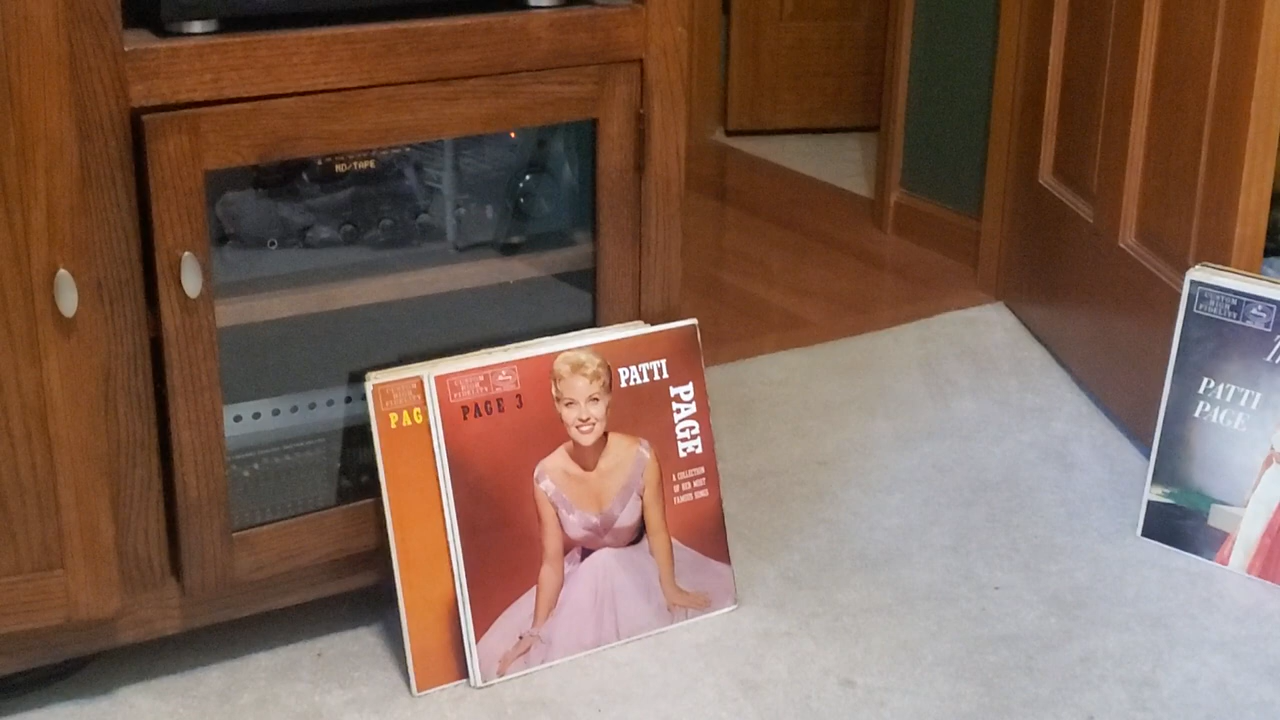 MD/TAPE
CUSTOM
HIGH
FIDELITY
PAG
CUSTOM
HIGH
FIDELITY
PAGE 3
PATTI
PAGE
A COLLECTION
OF HER MOST
FAMOUS SONGS
CUSTOM
HIGH
FIDELITY
PATTI
PAGE